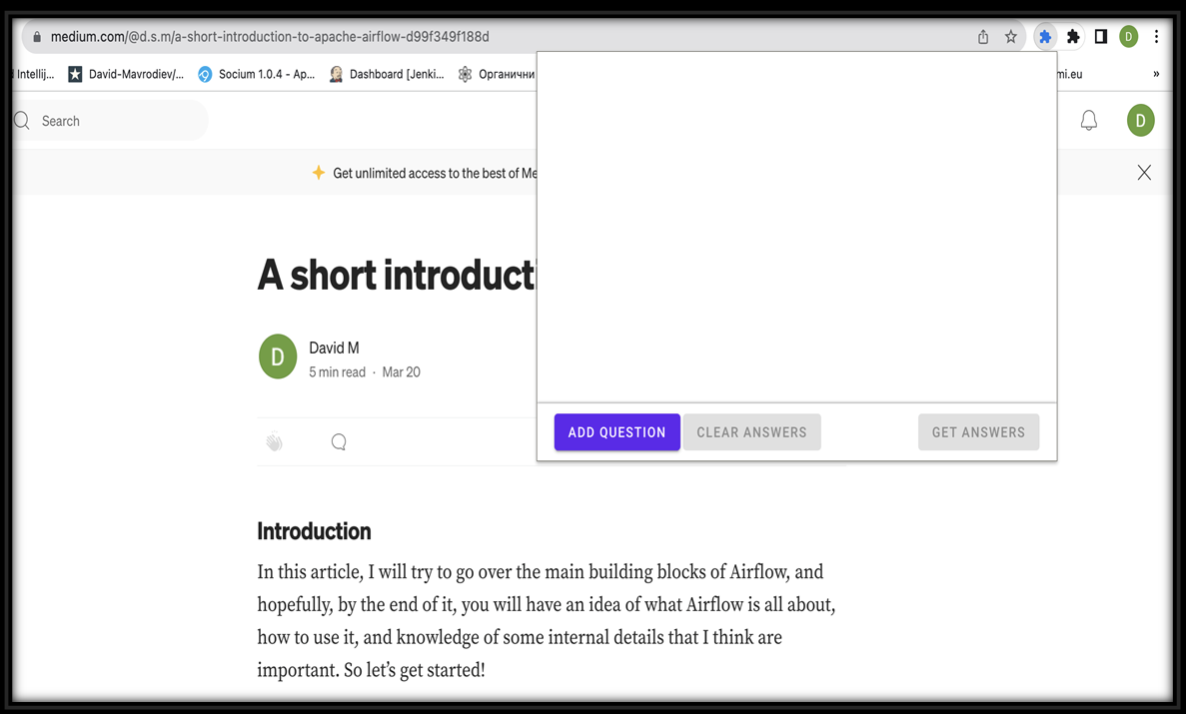 medium.com/@d.s.m/a-short-introduction-to-apache-airflow-d99f349f188d
Intellij... David-Mavrodiev/... Socium 1.0.4 - Ap... Dashboard [Jenki... Органични mi.eu »
Search D
Get unlimited access to the best of Me
A short introducti
D David M
5 min read · Mar 20
ADD QUESTION CLEAR ANSWERS GET ANSWERS
Introduction
In this article, I will try to go over the main building blocks of Airflow, and
hopefully, by the end of it, you will have an idea of what Airflow is all about,
how to use it, and knowledge of some internal details that I think are
important. So let’s get started!